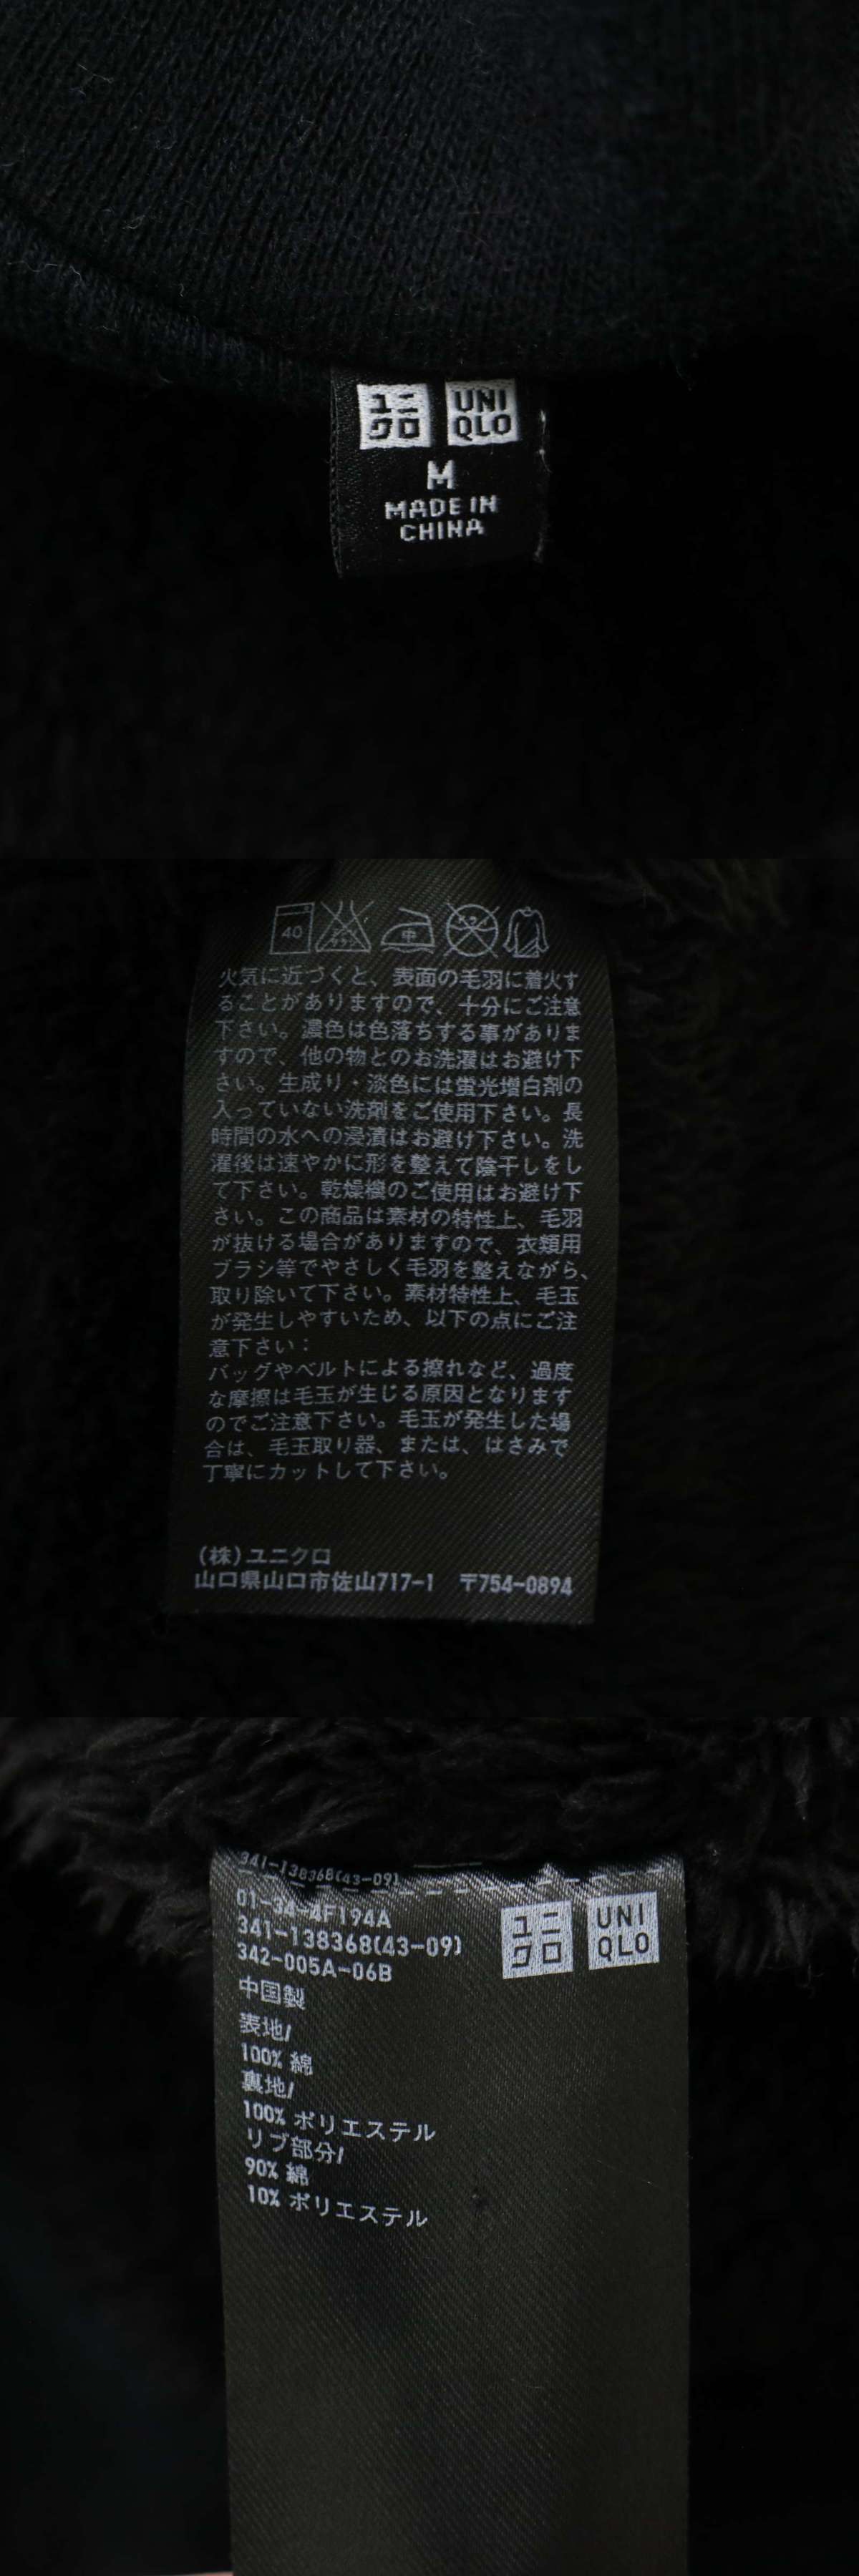 ユニ
クロ
UNI
QLO
M
MADE IN
CHINA
40
エンソ
サラシ
中
ドライ
火気に近づくと、表面の毛羽に着火す
ることがありますので、十分にご注意
下さい。濃色は色落ちする事がありま
すので、他の物とのお洗濯はお避け下
さい。生成り・淡色には蛍光増白剤の
入っていない洗剤をご使用下さい。長
時間の水への浸漬はお避け下さい。洗
濯後は速やかに形を整えて陰干しをし
て下さい。乾燥機のご使用はお避け下
さい。この商品は素材の特性上、毛羽
が抜ける場合がありますので、衣類用
ブラシ等でやさしく毛羽を整えながら、
取り除いて下さい。素材特性上、毛玉
が発生しやすいため、以下の点にご注
意下さい：
バッグやベルトによる擦れなど、過度
な摩擦は毛玉が生じる原因となります
のでご注意下さい。毛玉が発生した場
合は、毛玉取り器、または、はさみで
丁寧にカットして下さい。
(株)ユニクロ
山口県山口市佐山717-1 〒754-0894
341-138368(43-09)
01-34-4F194A
341-138368(43-09)
342-005A-06B
ユニ
クロ
UNI
QLO
中国製
表地/
100% 綿
裏地/
100% ポリエステル
リブ部分/
90% 綿
10% ポリエステル